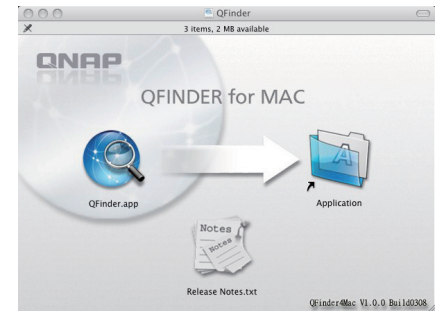 QFinder
3 items, 2 MB available
QNAP
QFINDER for MAC
A
QFinder.app
Application
Notes
Notes
Release Notes.txt
QFinder4Mac V1.0.0 Build0308